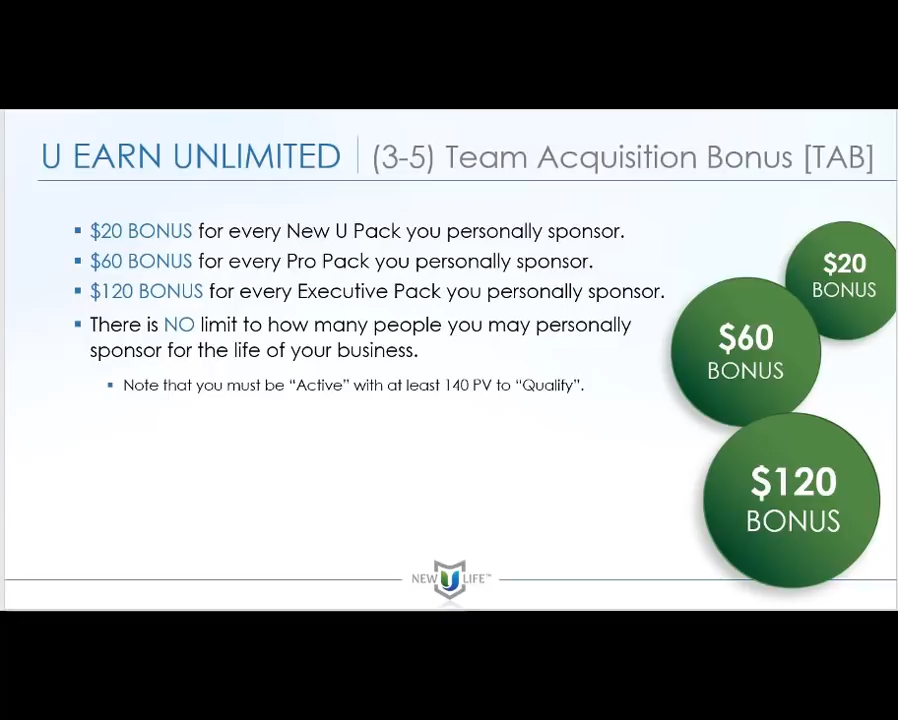 U EARN UNLIMITED (3-5) Team Acquisition Bonus [TAB]
▪ $20 BONUS for every New U Pack you personally sponsor.
▪ $60 BONUS for every Pro Pack you personally sponsor.
▪ $120 BONUS for every Executive Pack you personally sponsor.
▪ There is NO limit to how many people you may personally
sponsor for the life of your business.
▪ Note that you must be “Active” with at least 140 PV to “Qualify”.
$20
BONUS
$60
BONUS
$120
BONUS
NEW U LIFE™